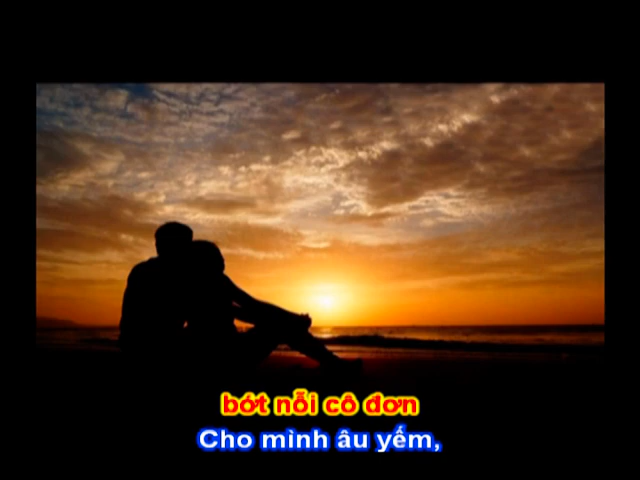 bớt nỗi cô đơn
Cho mình âu yếm,